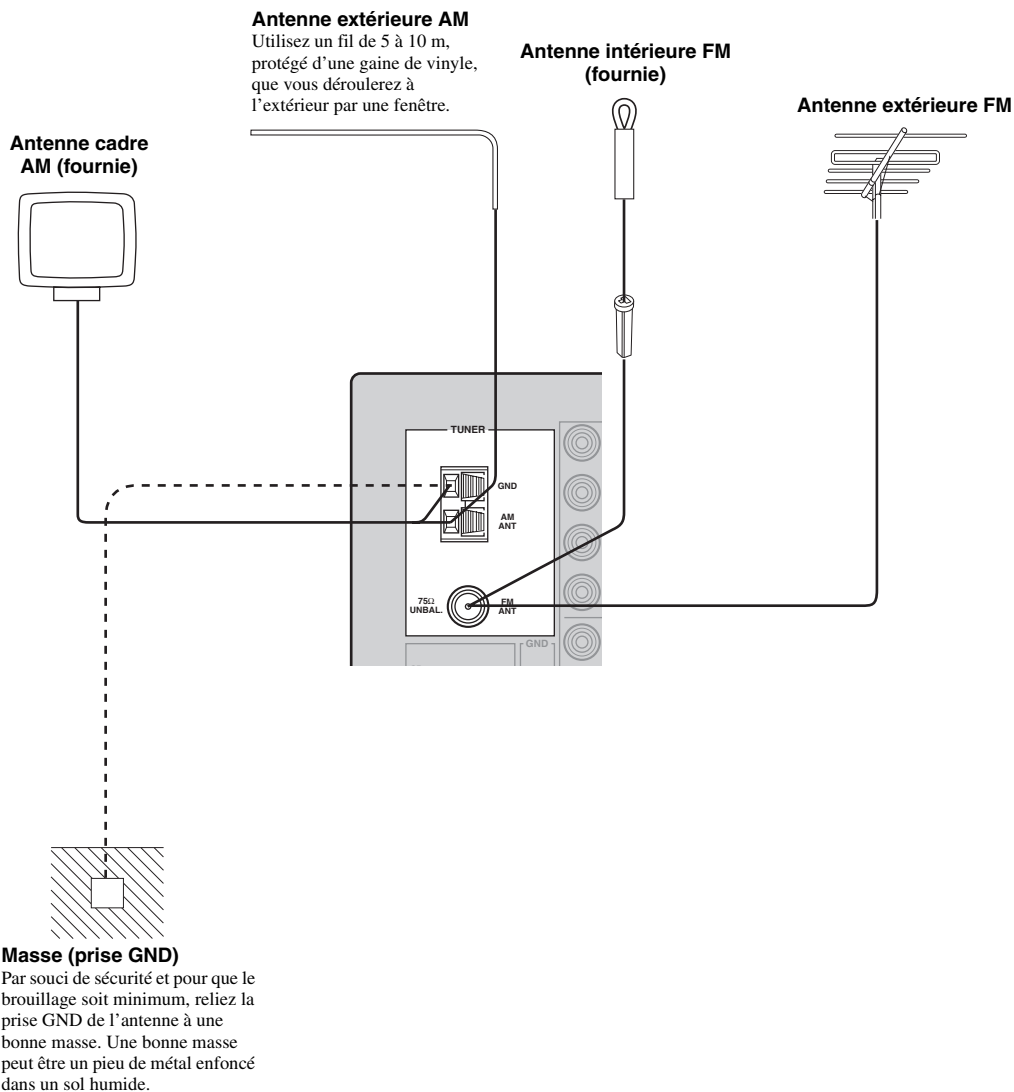 Antenne extérieure AM
Utilisez un fil de 5 à 10 m,
protégé d'une gaine de vinyle,
que vous déroulerez à
l'extérieur par une fenêtre.
Antenne intérieure FM
(fournie)
Antenne extérieure FM
Antenne cadre
AM (fournie)
TUNER
GND
AM
ANT
75Ω
UNBAL.
FM
ANT
GND
Masse (prise GND)
Par souci de sécurité et pour que le
brouillage soit minimum, reliez la
prise GND de l'antenne à une
bonne masse. Une bonne masse
peut être un pieu de métal enfoncé
dans un sol humide.